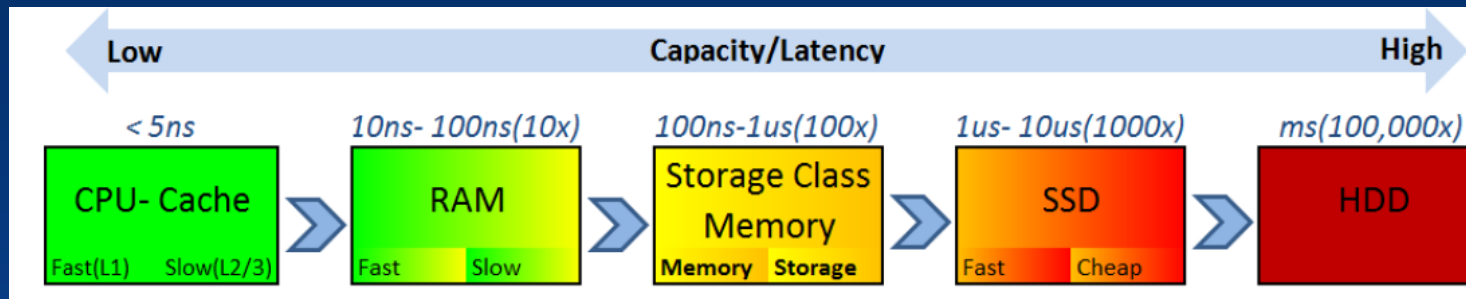 Low Capacity/Latency High
< 5ns 10ns- 100ns(10x) 100ns-1us(100x) 1us- 10us(1000x) ms(100,000x)
CPU- Cache
Fast(L1) Slow(L2/3)
RAM
Fast Slow
Storage Class
Memory
Memory Storage
SSD
Fast Cheap
HDD